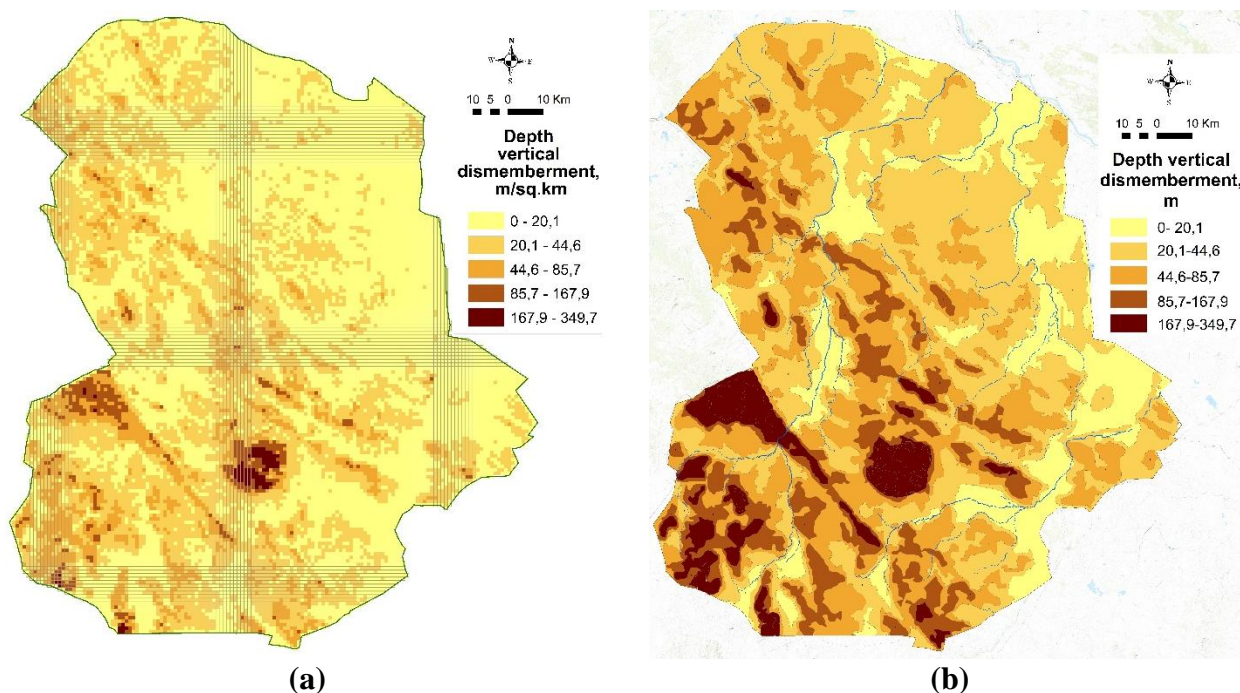 N
W E
S
10 5 0 10 Km
Depth
vertical
dismemberment,
m/sq.km
0 - 20,1
20,1 - 44,6
44,6 - 85,7
85,7 - 167,9
167,9 - 349,7
(a)
N
W E
S
10 5 0 10 Km
Depth vertical
dismemberment,
m
0- 20,1
20,1-44,6
44,6-85,7
85,7-167,9
167,9-349,7
(b)